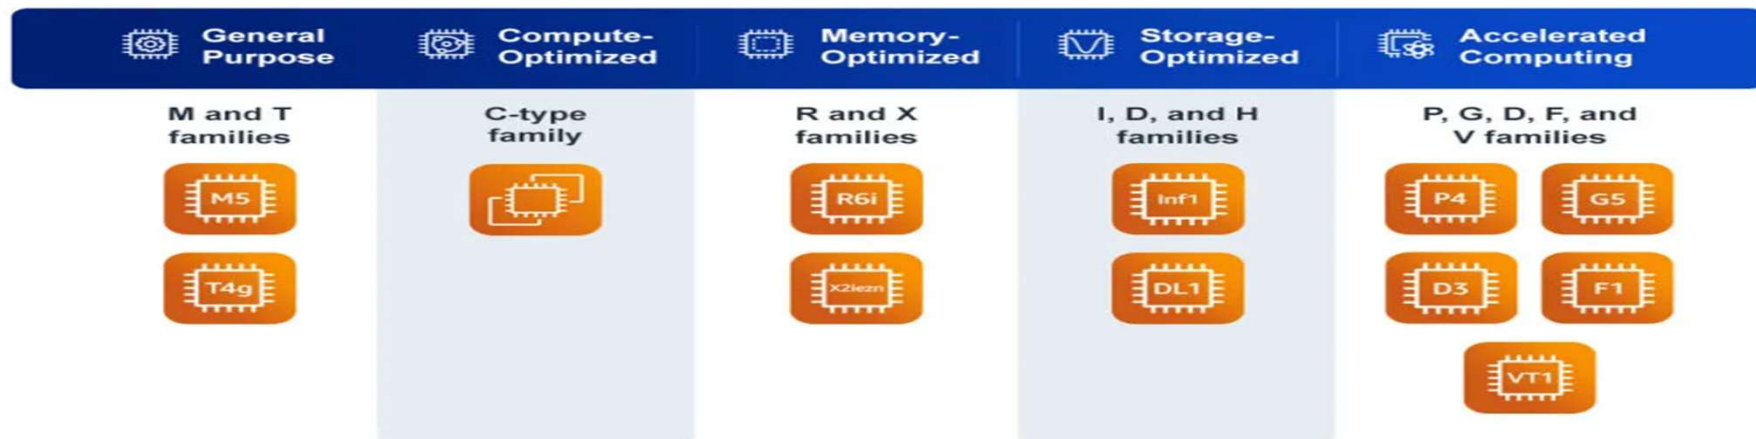 General
Purpose
Compute-
Optimized
Memory-
Optimized
Storage-
Optimized
Accelerated
Computing
M and T
families
C-type
family
R and X
families
I, D, and H
families
P, G, D, F, and
V families
M5
T4g
R6i
X2iezn
Inf1
DL1
P4
G5
D3
F1
VT1